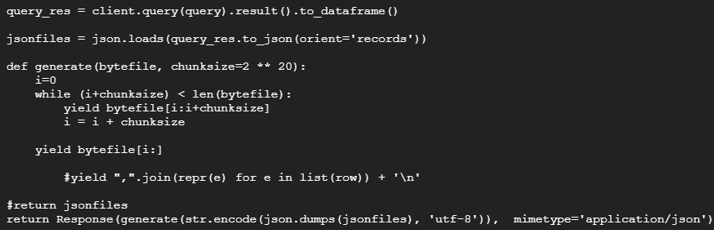 query_res = client.query(query).result().to_dataframe()
jsonfiles = json.loads(query_res.to_json(orient='records'))
def generate(bytefile, chunksize=2 ** 20):
    i=0
    while (i+chunksize) < len(bytefile):
        yield bytefile[i:i+chunksize]
        i = i + chunksize
    yield bytefile[i:]
        #yield ",".join(repr(e) for e in list(row)) + '\n'
#return jsonfiles
return Response(generate(str.encode(json.dumps(jsonfiles), 'utf-8')),  mimetype='application/json')